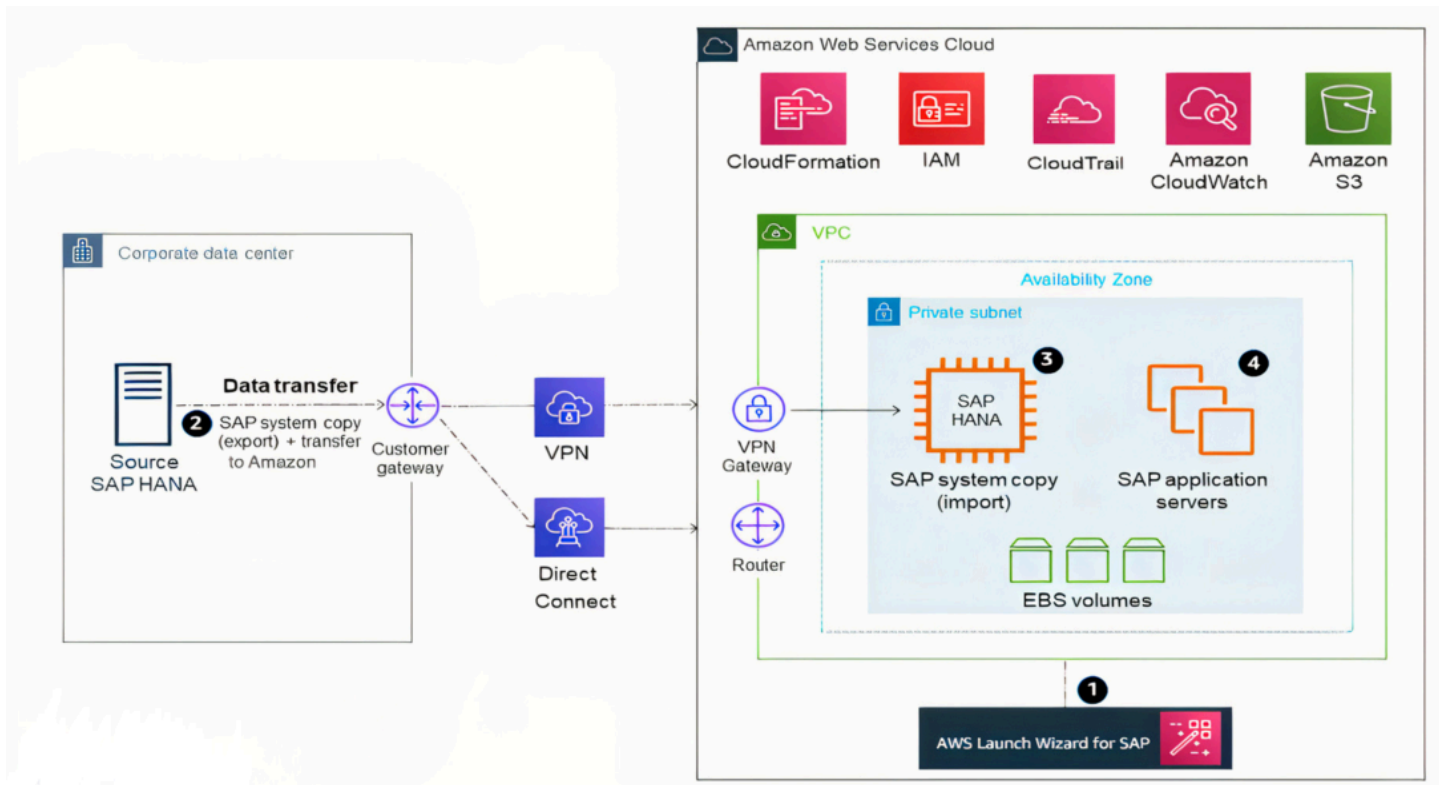 Amazon Web Services Cloud
CloudFormation
IAM
CloudTrail
Amazon
CloudWatch
Amazon
S3
VPC
Corporate data center
Availability Zone
Private subnet
Data transfer
2
SAP system copy
(export) + transfer
to Amazon
Source
SAP HANA
Customer
gateway
VPN
Direct
Connect
VPN
Gateway
Router
3
SAP
HANA
SAP system copy
(import)
4
SAP application
servers
EBS volumes
1
AWS Launch Wizard for SAP